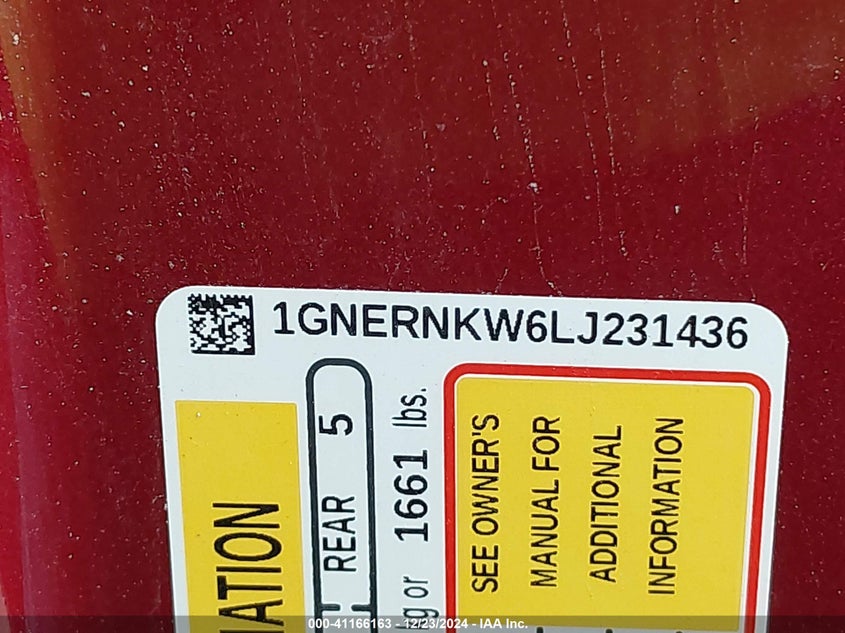 1GNERNKW6LJ231436
REAR 5
kg or 1661 lbs.
SEE OWNER'S
MANUAL FOR
ADDITIONAL
INFORMATION
000-41166163 - 12/23/2024 - IAA Inc.